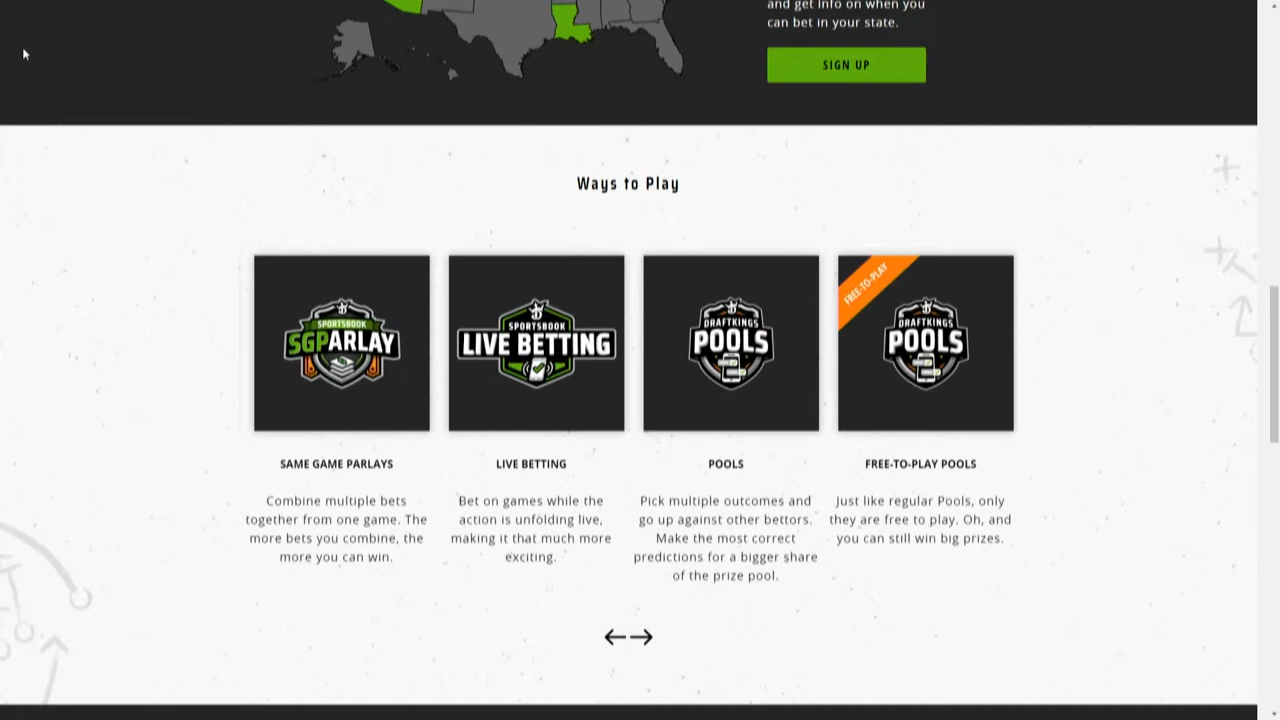 and get info on when you
can bet in your state.
SIGN UP
Ways to Play
SPORTSBOOK
SGPARLAY
SPORTSBOOK
LIVE BETTING
DRAFTKINGS
POOLS
FREE-TO-PLAY
DRAFTKINGS
POOLS
SAME GAME PARLAYS
Combine multiple bets
together from one game. The
more bets you combine, the
more you can win.
LIVE BETTING
Bet on games while the
action is unfolding live,
making it that much more
exciting.
POOLS
Pick multiple outcomes and
go up against other bettors.
Make the most correct
predictions for a bigger share
of the prize pool.
FREE-TO-PLAY POOLS
Just like regular Pools, only
they are free to play. Oh, and
you can still win big prizes.